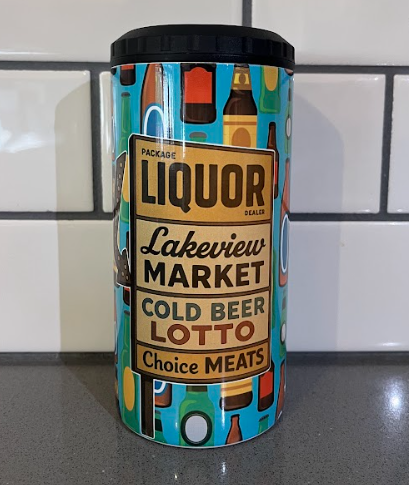 PACKAGE
LIQUOR
DEALER
Lakeview
MARKET
COLD BEER
LOTTO
Choice MEATS